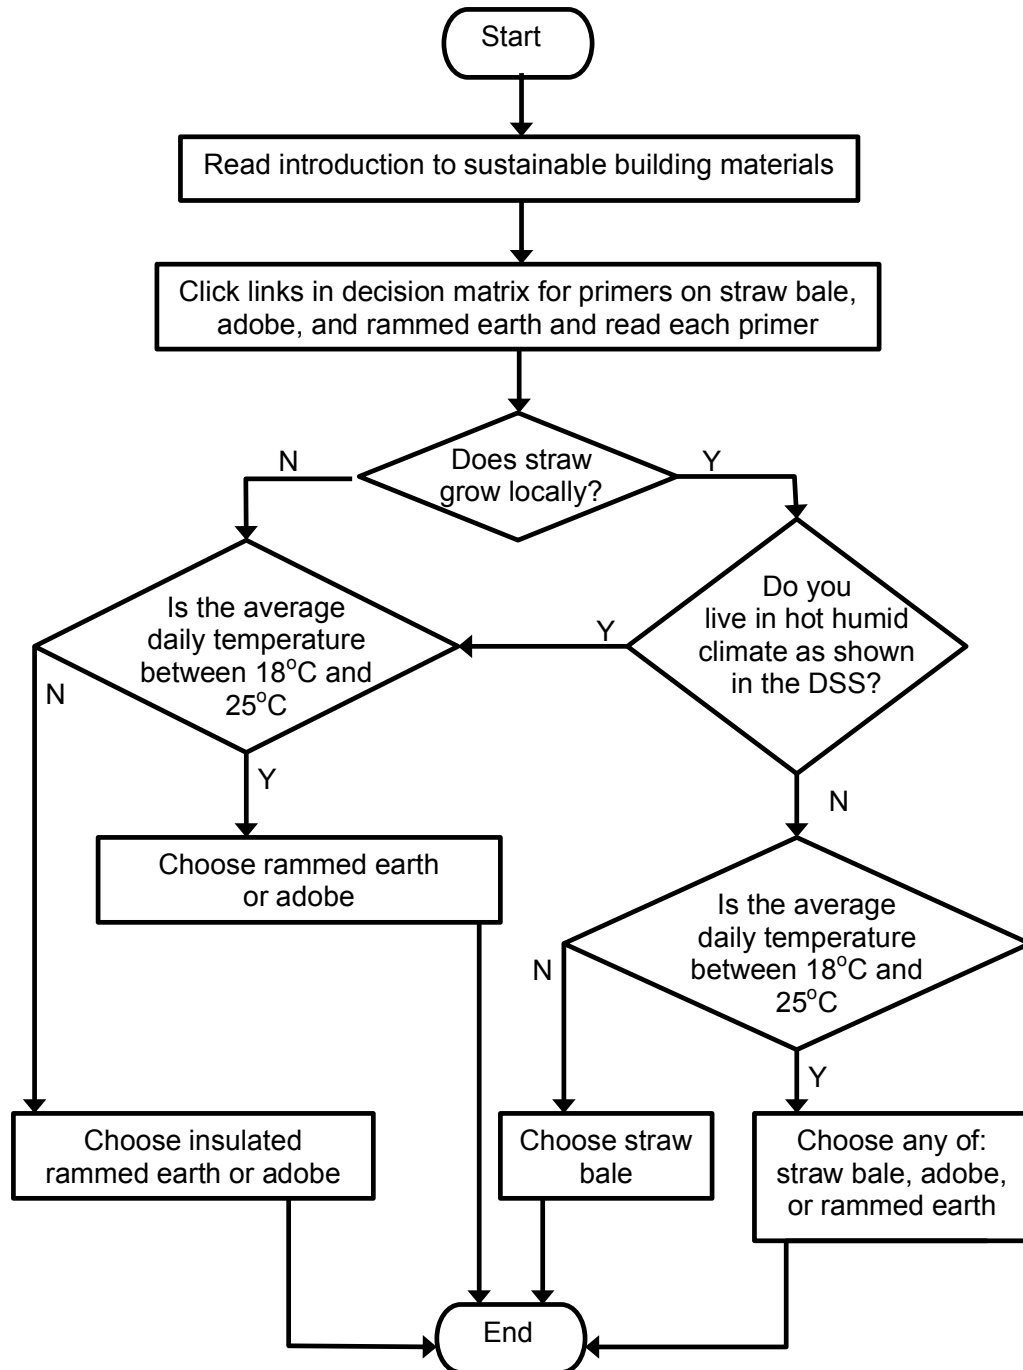 Start
Read introduction to sustainable building materials
Click links in decision matrix for primers on straw bale,
adobe, and rammed earth and read each primer
Does straw
grow locally?
N
Y
Is the average
daily temperature
between 18°C and
25°C
Do you
live in hot humid
climate as shown
in the DSS?
Y
N
Y
N
Choose rammed earth
or adobe
Is the average
daily temperature
between 18°C and
25°C
N
Y
Choose insulated
rammed earth or adobe
Choose straw
bale
Choose any of:
straw bale, adobe,
or rammed earth
End